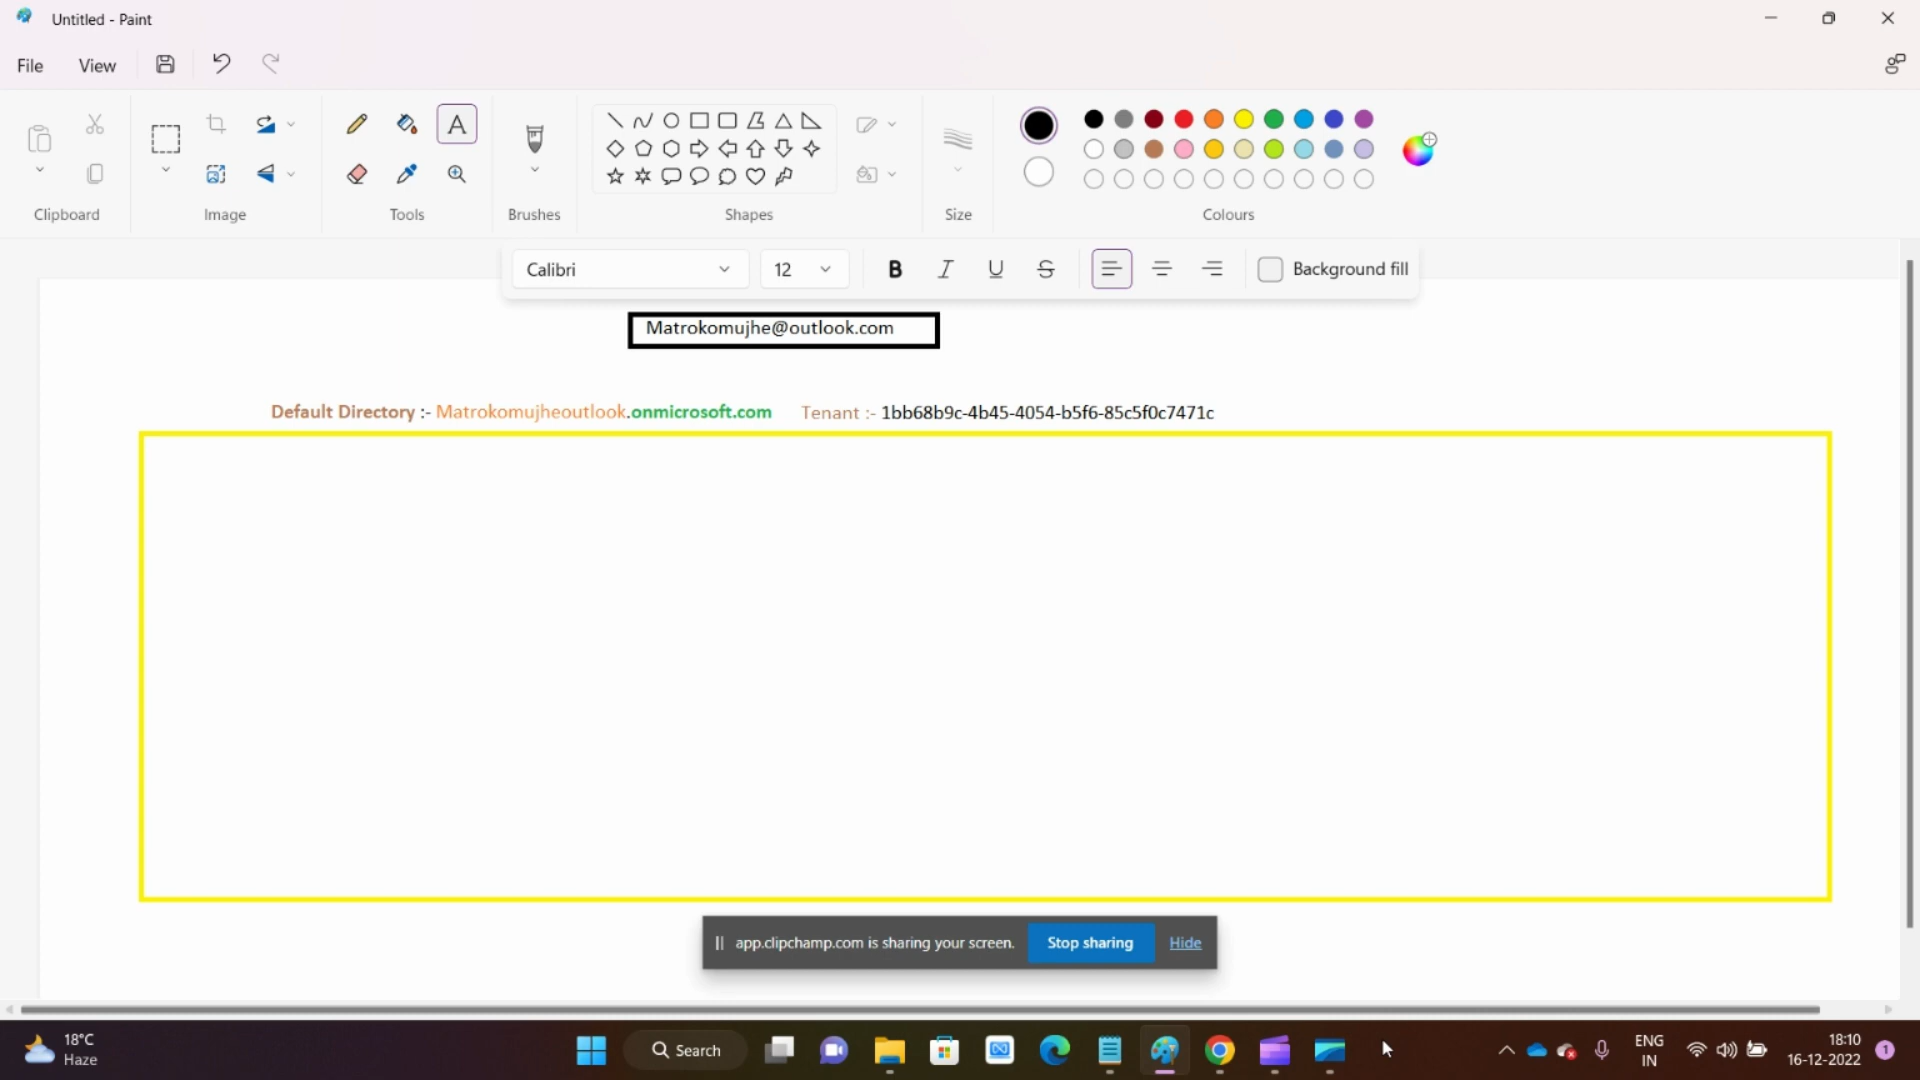 Untitled - Paint
File View
Clipboard Image Tools Brushes Shapes Size Colours
Calibri 12 B I U S Background fill
Matrokomujhe@outlook.com
Default Directory :- Matrokomujheoutlook.onmicrosoft.com Tenant :- 1bb68b9c-4b45-4054-b5f6-85c5f0c7471c
app.clipchamp.com is sharing your screen. Stop sharing Hide
18°C
Haze
Search
ENG
IN
18:10
16-12-2022
1